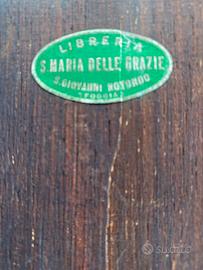 LIBRERIA
S. MARIA DELLE GRAZIE
S. GIOVANNI ROTONDO
(FOGGIA)
Subito